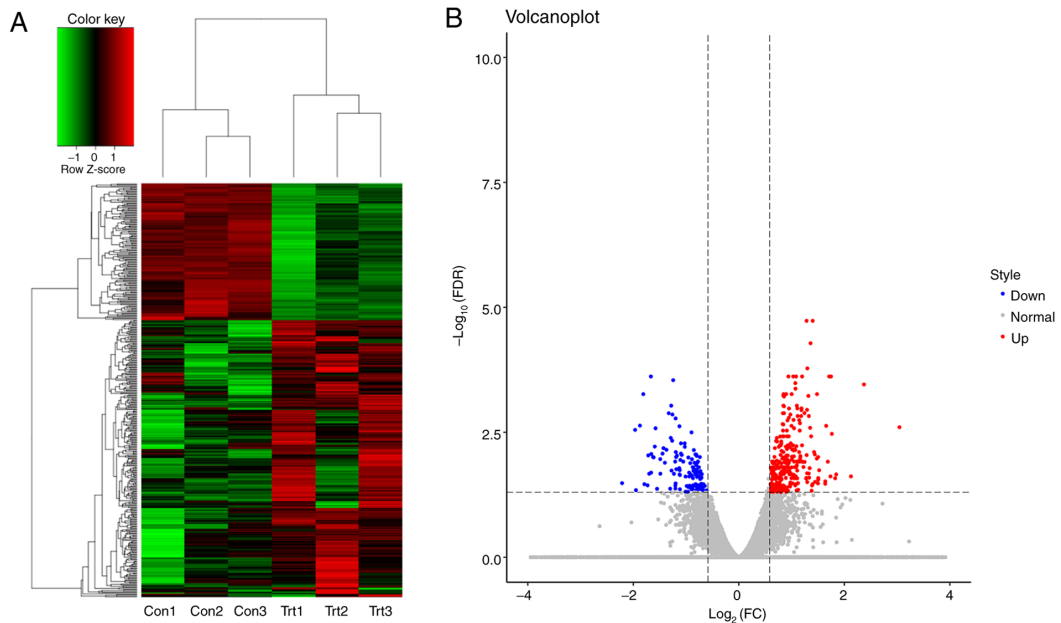 A
Color key
−1 0 1
Row Z-score
Con1 Con2 Con3 Trt1 Trt2 Trt3
B
Volcanoplot
10.0
7.5
5.0
2.5
0.0
−Log10 (FDR)
−4 −2 0 2 4
Log2 (FC)
Style
Down
Normal
Up